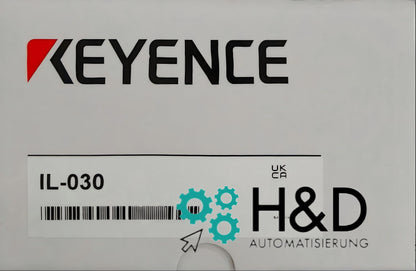 KEYENCE
IL-030
UK
CA
H&D
AUTOMATISIERUNG